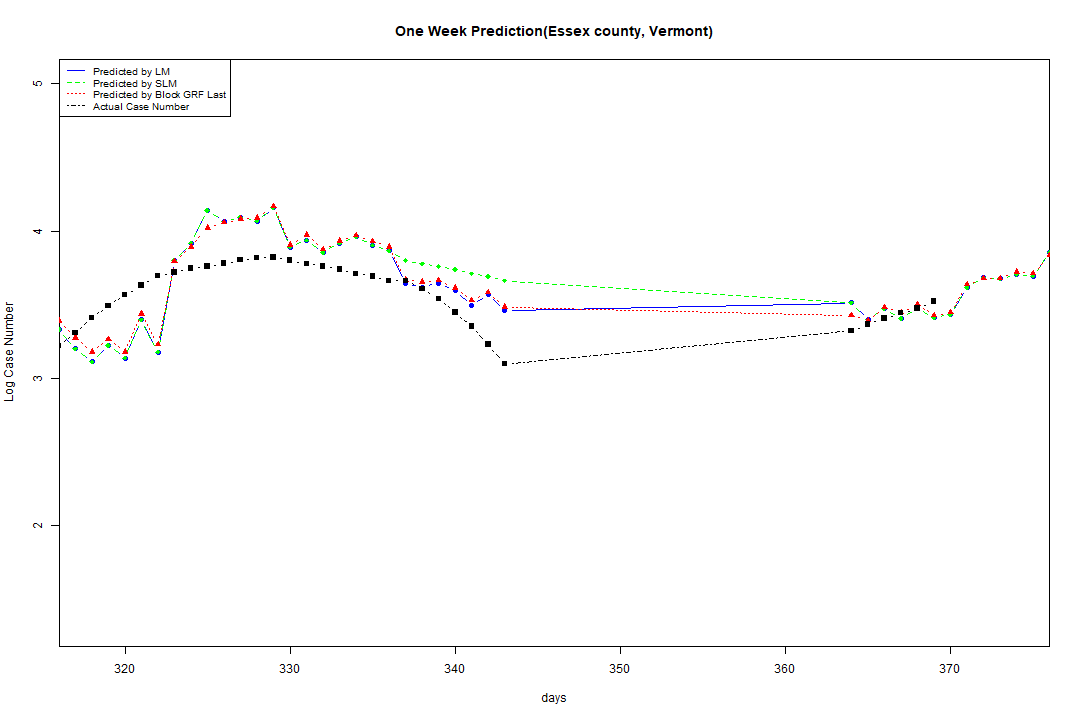 One Week Prediction(Essex county, Vermont)
Predicted by LM
Predicted by SLM
Predicted by Block GRF Last
Actual Case Number
5
4
3
2
Log Case Number
320 330 340 350 360 370
days